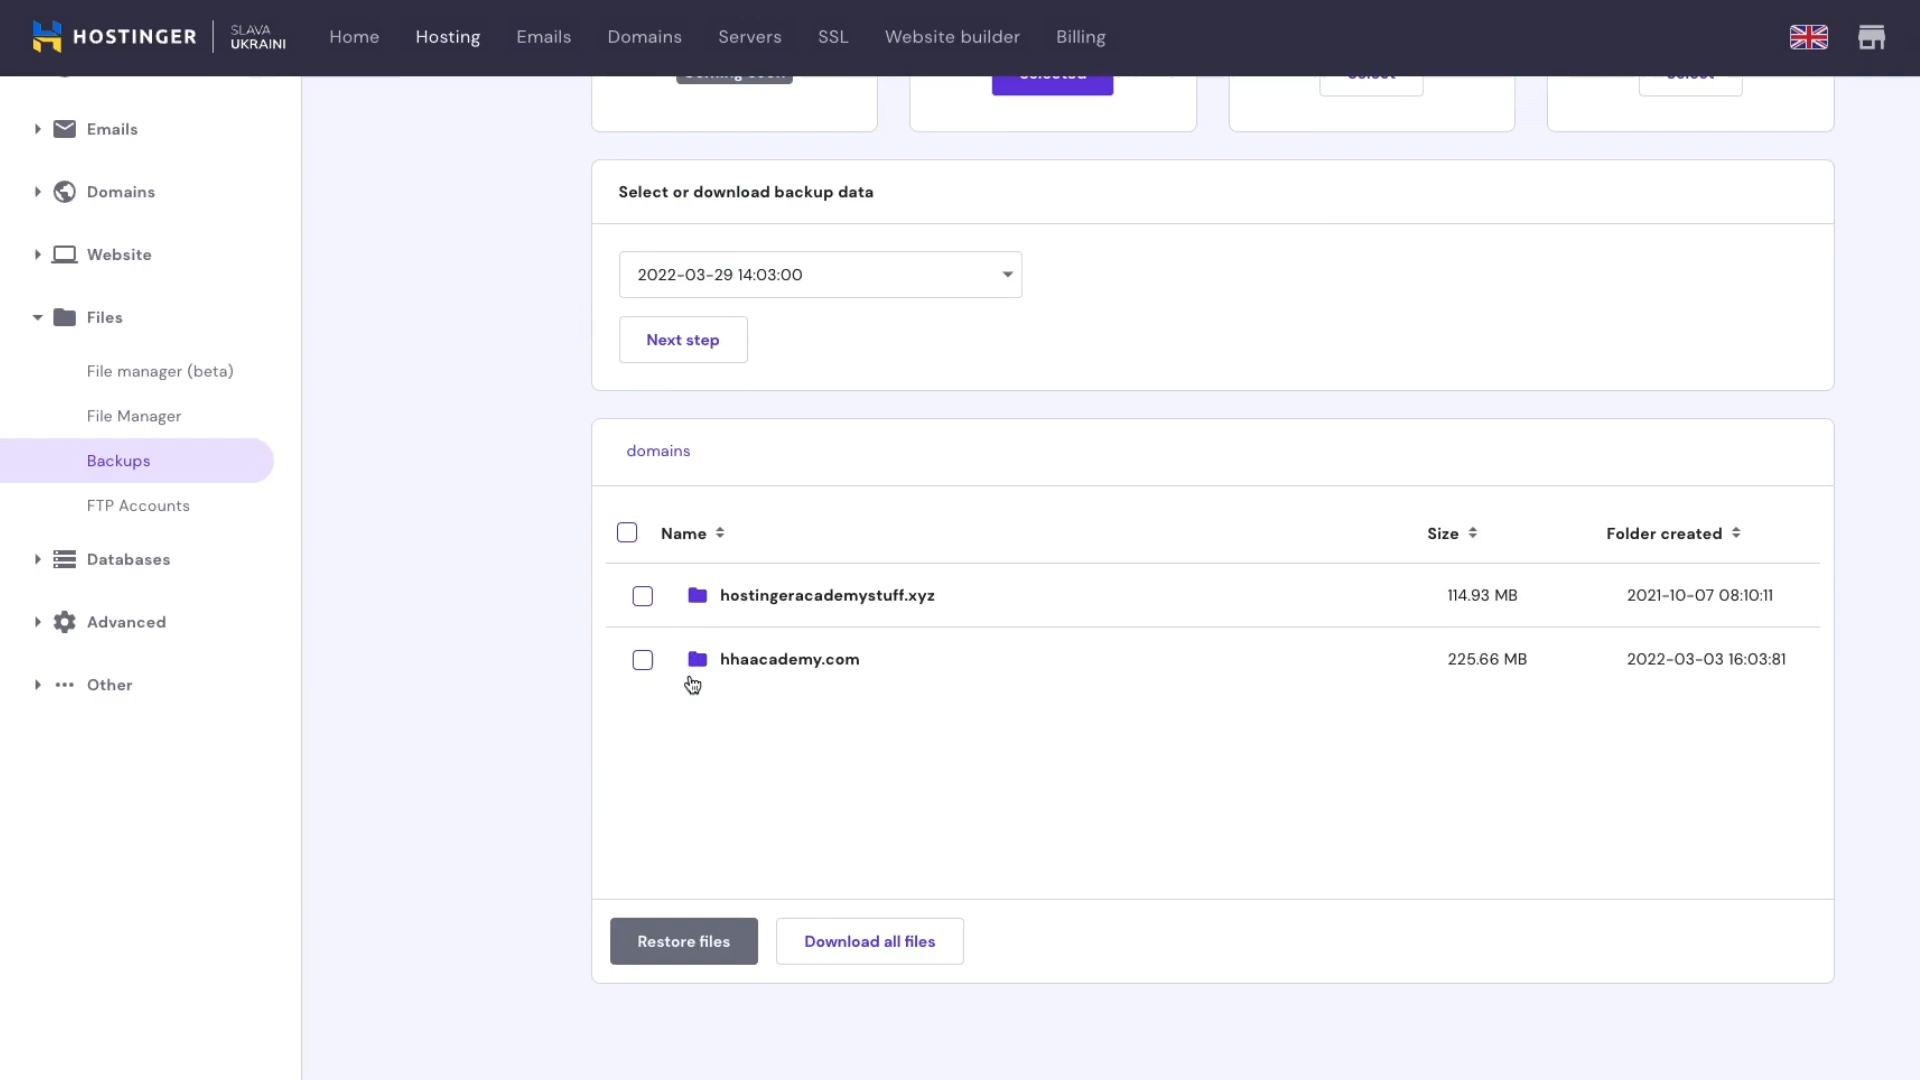 HOSTINGER
SLAVA
UKRAINI
Home
Hosting
Emails
Domains
Servers
SSL
Website builder
Billing
Emails
Domains
Website
Files
File manager (beta)
File Manager
Backups
FTP Accounts
Databases
Advanced
Other
Select or download backup data
2022-03-29 14:03:00
Next step
domains
Name
Size
Folder created
hostingeracademystuff.xyz
114.93 MB
2021-10-07 08:10:11
hhaacademy.com
225.66 MB
2022-03-03 16:03:81
Restore files
Download all files